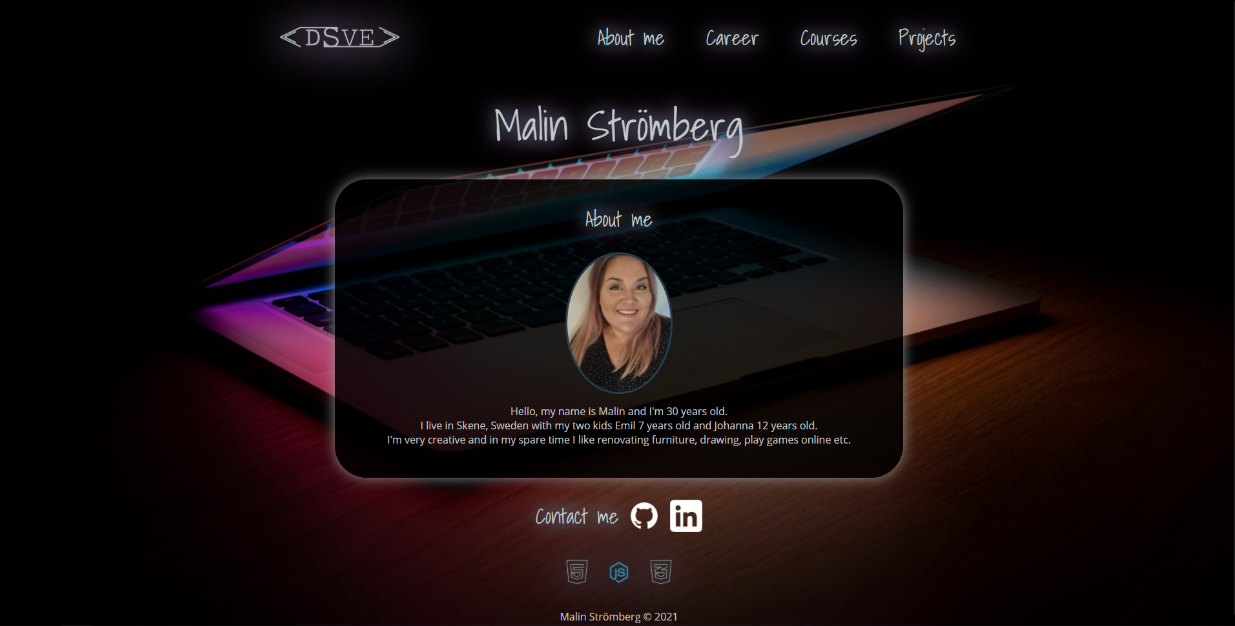 DSVE
About me
Career
Courses
Projects
Malin Strömberg
About me
Hello, my name is Malin and I'm 30 years old.
I live in Skene, Sweden with my two kids Emil 7 years old and Johanna 12 years old.
I'm very creative and in my spare time I like renovating furniture, drawing, play games online etc.
Contact me
in
JS
Malin Strömberg © 2021